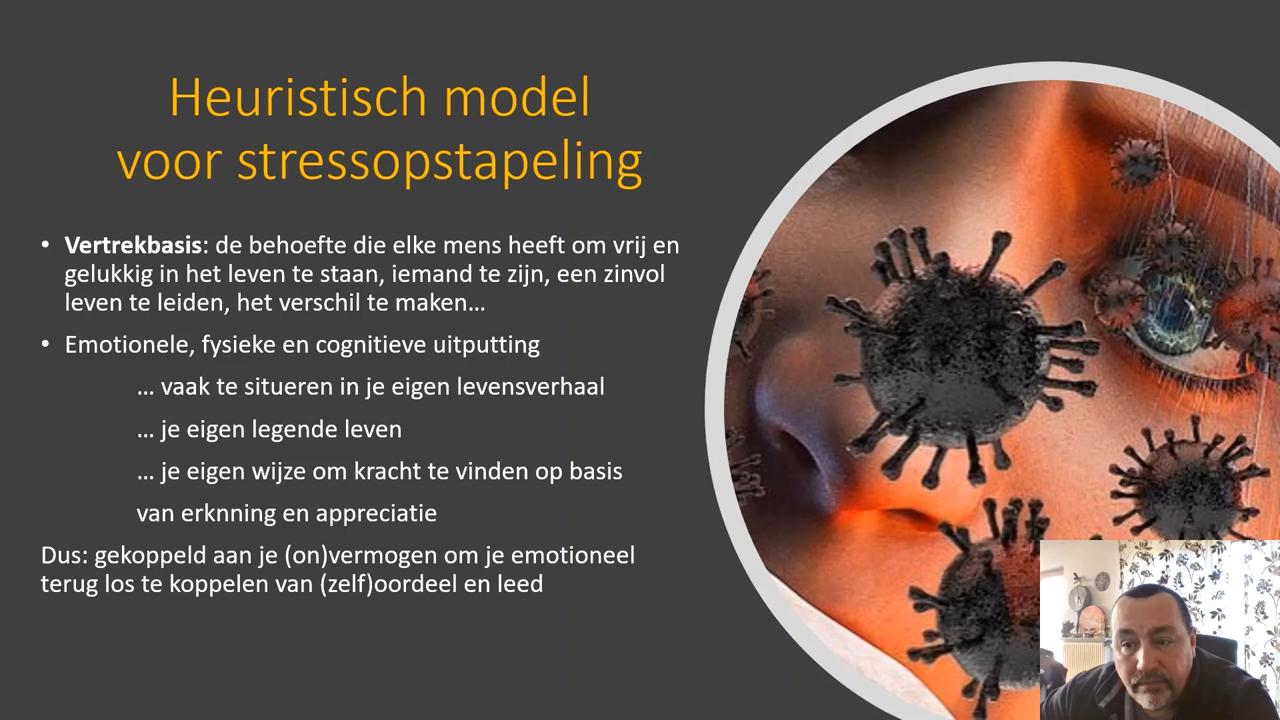 Heuristisch model
voor stressopstapeling
• Vertrekbasis: de behoefte die elke mens heeft om vrij en
gelukkig in het leven te staan, iemand te zijn, een zinvol
leven te leiden, het verschil te maken…
• Emotionele, fysieke en cognitieve uitputting
… vaak te situeren in je eigen levensverhaal
… je eigen legende leven
… je eigen wijze om kracht te vinden op basis
van erknning en appreciatie
Dus: gekoppeld aan je (on)vermogen om je emotioneel
terug los te koppelen van (zelf)oordeel en leed